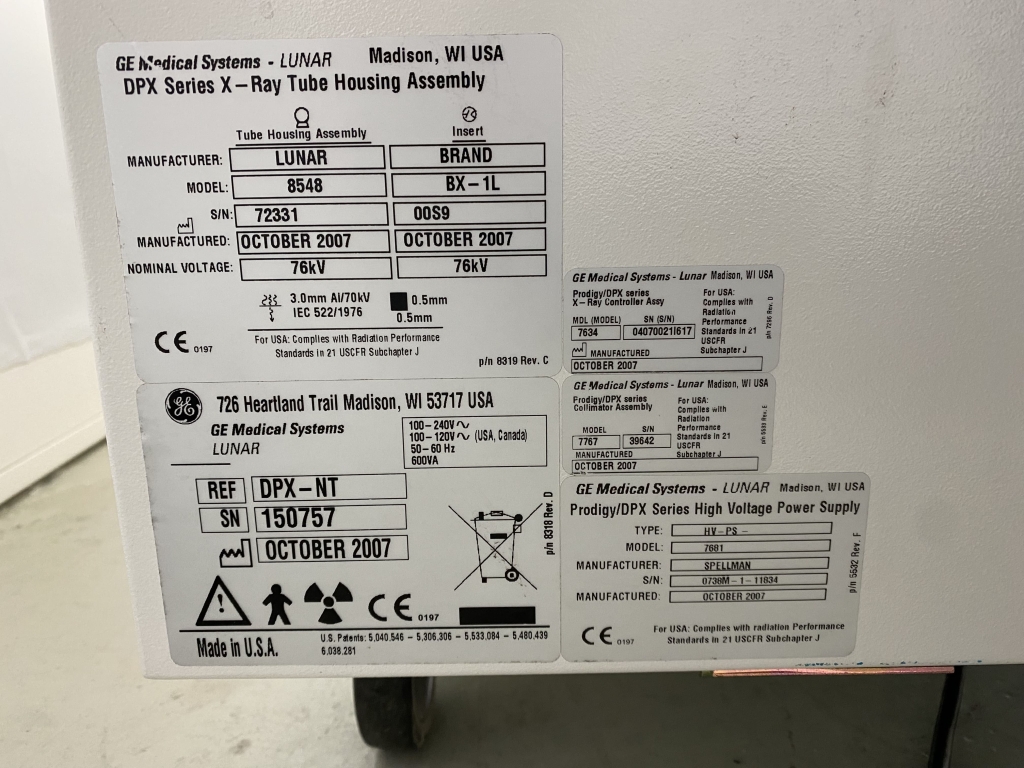 GE Medical Systems - LUNAR Madison, WI USA
DPX Series X-Ray Tube Housing Assembly
Tube Housing Assembly Insert
MANUFACTURER: LUNAR BRAND
MODEL: 8548 BX-1L
S/N: 72331 00S9
MANUFACTURED: OCTOBER 2007 OCTOBER 2007
NOMINAL VOLTAGE: 76kV 76kV
3.0mm Al/70kV 0.5mm
IEC 522/1976 0.5mm
CE 0197
For USA: Complies with Radiation Performance
Standards in 21 USCFR Subchapter J
p/n 8319 Rev. C
GE
726 Heartland Trail Madison, WI 53717 USA
GE Medical Systems
LUNAR
100-240V~
100-120V~ (USA, Canada)
50-60 Hz
600VA
REF DPX-NT
SN 150757
OCTOBER 2007
p/n 8318 Rev. D
CE 0197
Made in U.S.A.
U.S. Patents: 5,040,546 - 5,306,306 - 5,533,084 - 5,480,439
6,038,281
GE Medical Systems - Lunar Madison, WI USA
Prodigy/DPX series
X-Ray Controller Assy
MDL (MODEL) SN (S/N)
7634 04070021I617
MANUFACTURED
OCTOBER 2007
For USA:
Complies with
Radiation
Performance
Standards in 21
USCFR
Subchapter J
p/n 7266 Rev. D
GE Medical Systems - Lunar Madison, WI USA
Prodigy/DPX series
Collimator Assembly
MODEL S/N
7767 39642
MANUFACTURED
OCTOBER 2007
For USA:
Complies with
Radiation
Performance
Standards in 21
USCFR
Subchapter J
GE Medical Systems - LUNAR Madison, WI USA
Prodigy/DPX Series High Voltage Power Supply
TYPE: HV-PS-
MODEL: 7681
MANUFACTURER: SPELLMAN
S/N: 0738M-1-11834
MANUFACTURED: OCTOBER 2007
p/n 5532 Rev. F
CE 0197
For USA: Complies with radiation Performance
Standards in 21 USCFR Subchapter J